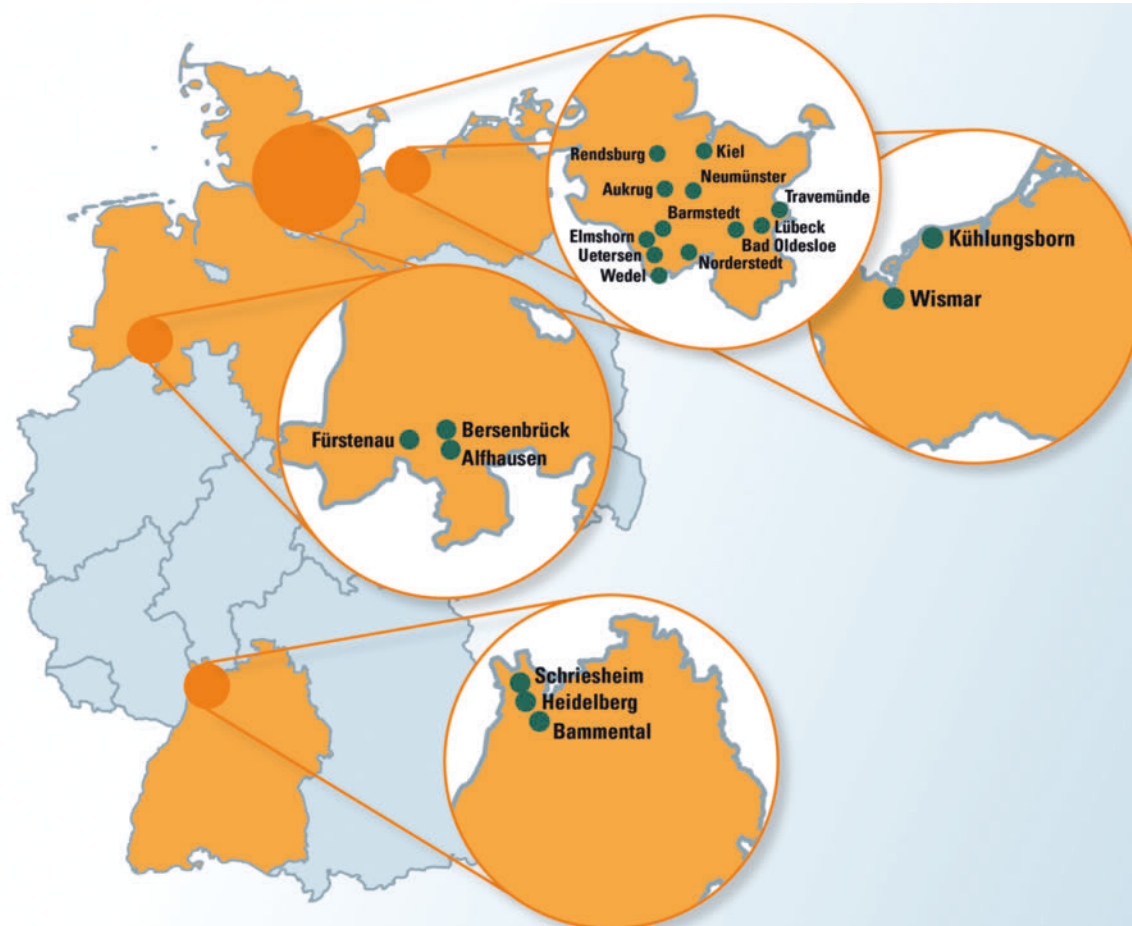 Rendsburg
Kiel
Aukrug
Neumünster
Travemünde
Barmstedt
Lübeck
Elmshorn
Bad Oldesloe
Uetersen
Norderstedt
Wedel
Kühlungsborn
Wismar
Fürstenau
Bersenbrück
Alfhausen
Schriesheim
Heidelberg
Bammental